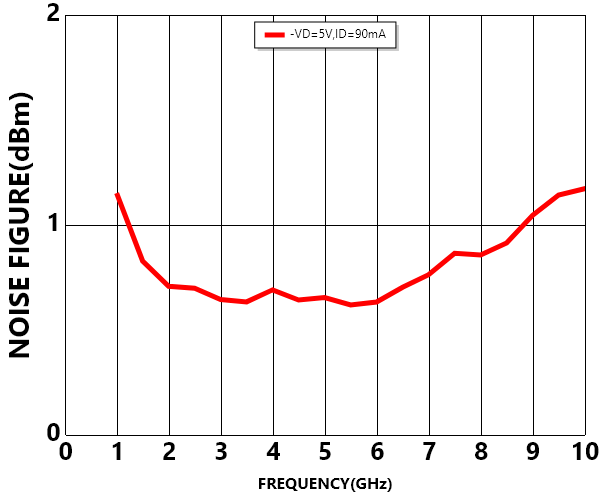 -VD=5V,ID=90mA
NOISE FIGURE(dBm)
2
1
0
0 1 2 3 4 5 6 7 8 9 10
FREQUENCY(GHz)